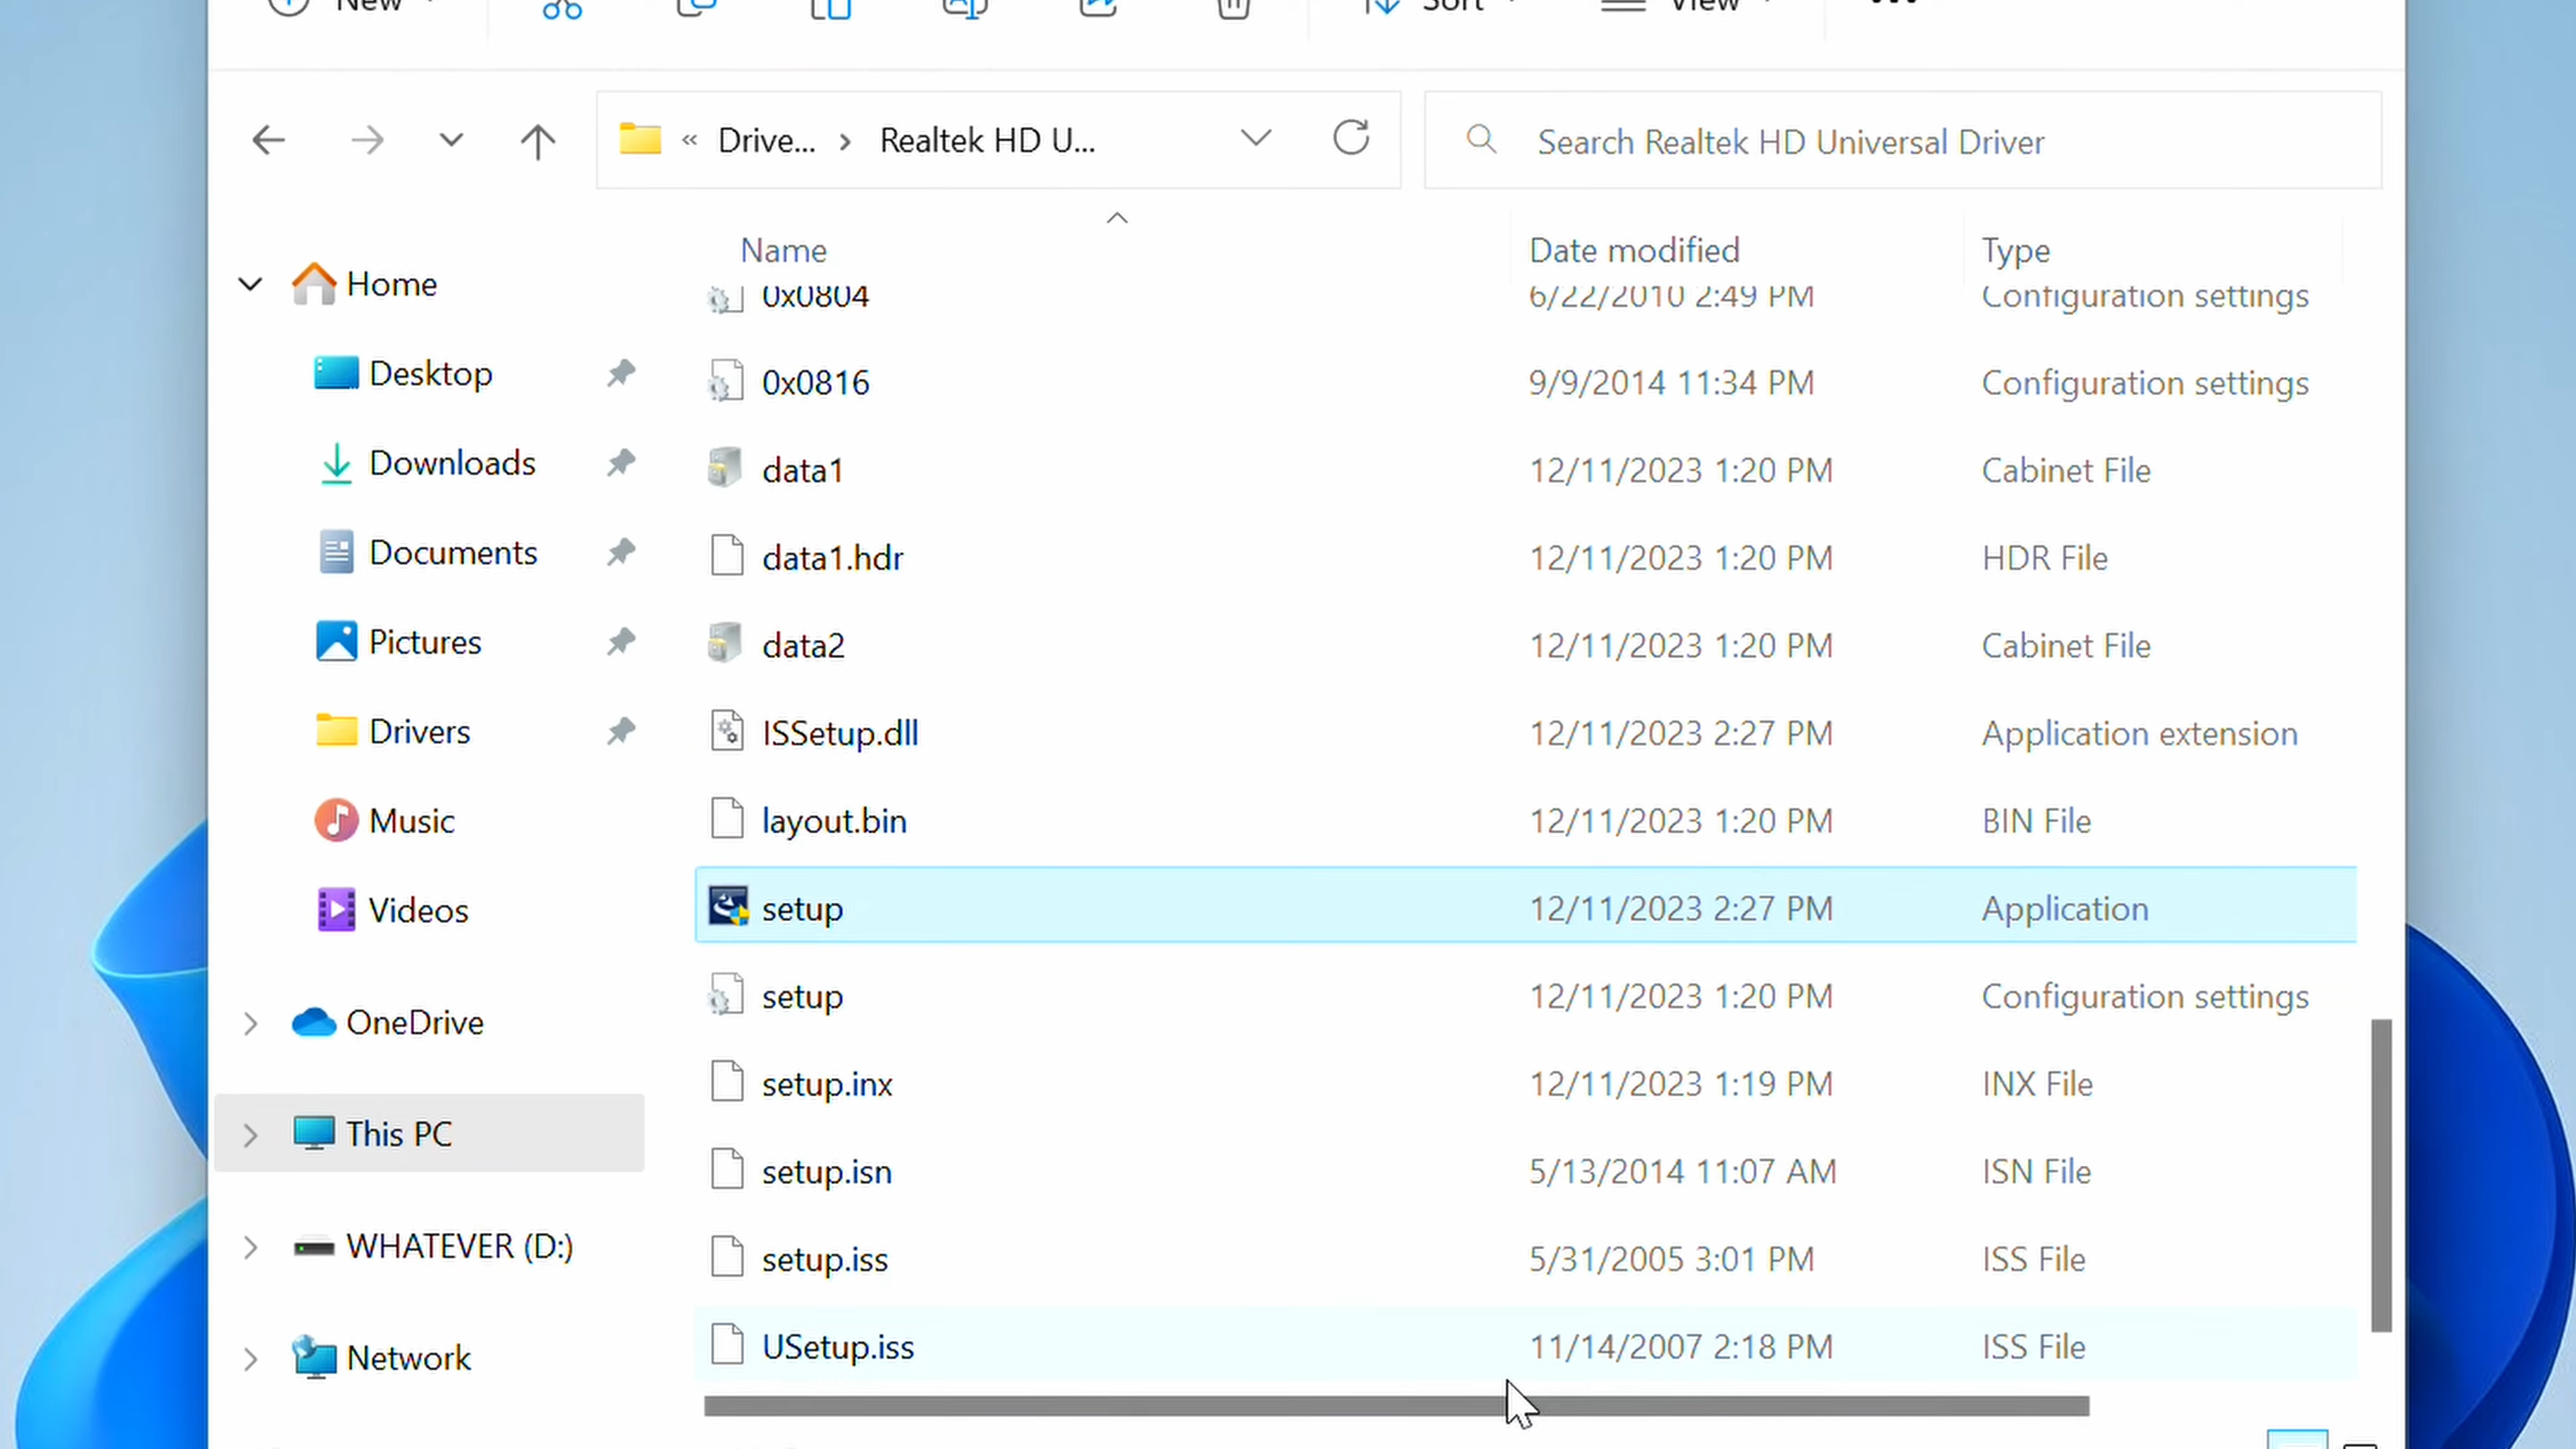 New
Sort
View
« Drive... › Realtek HD U...
Search Realtek HD Universal Driver
Name Date modified Type
Home
Desktop
Downloads
Documents
Pictures
Drivers
Music
Videos
OneDrive
This PC
WHATEVER (D:)
Network
0x0804 6/22/2010 2:49 PM Configuration settings
0x0816 9/9/2014 11:34 PM Configuration settings
data1 12/11/2023 1:20 PM Cabinet File
data1.hdr 12/11/2023 1:20 PM HDR File
data2 12/11/2023 1:20 PM Cabinet File
ISSetup.dll 12/11/2023 2:27 PM Application extension
layout.bin 12/11/2023 1:20 PM BIN File
setup 12/11/2023 2:27 PM Application
setup 12/11/2023 1:20 PM Configuration settings
setup.inx 12/11/2023 1:19 PM INX File
setup.isn 5/13/2014 11:07 AM ISN File
setup.iss 5/31/2005 3:01 PM ISS File
USetup.iss 11/14/2007 2:18 PM ISS File